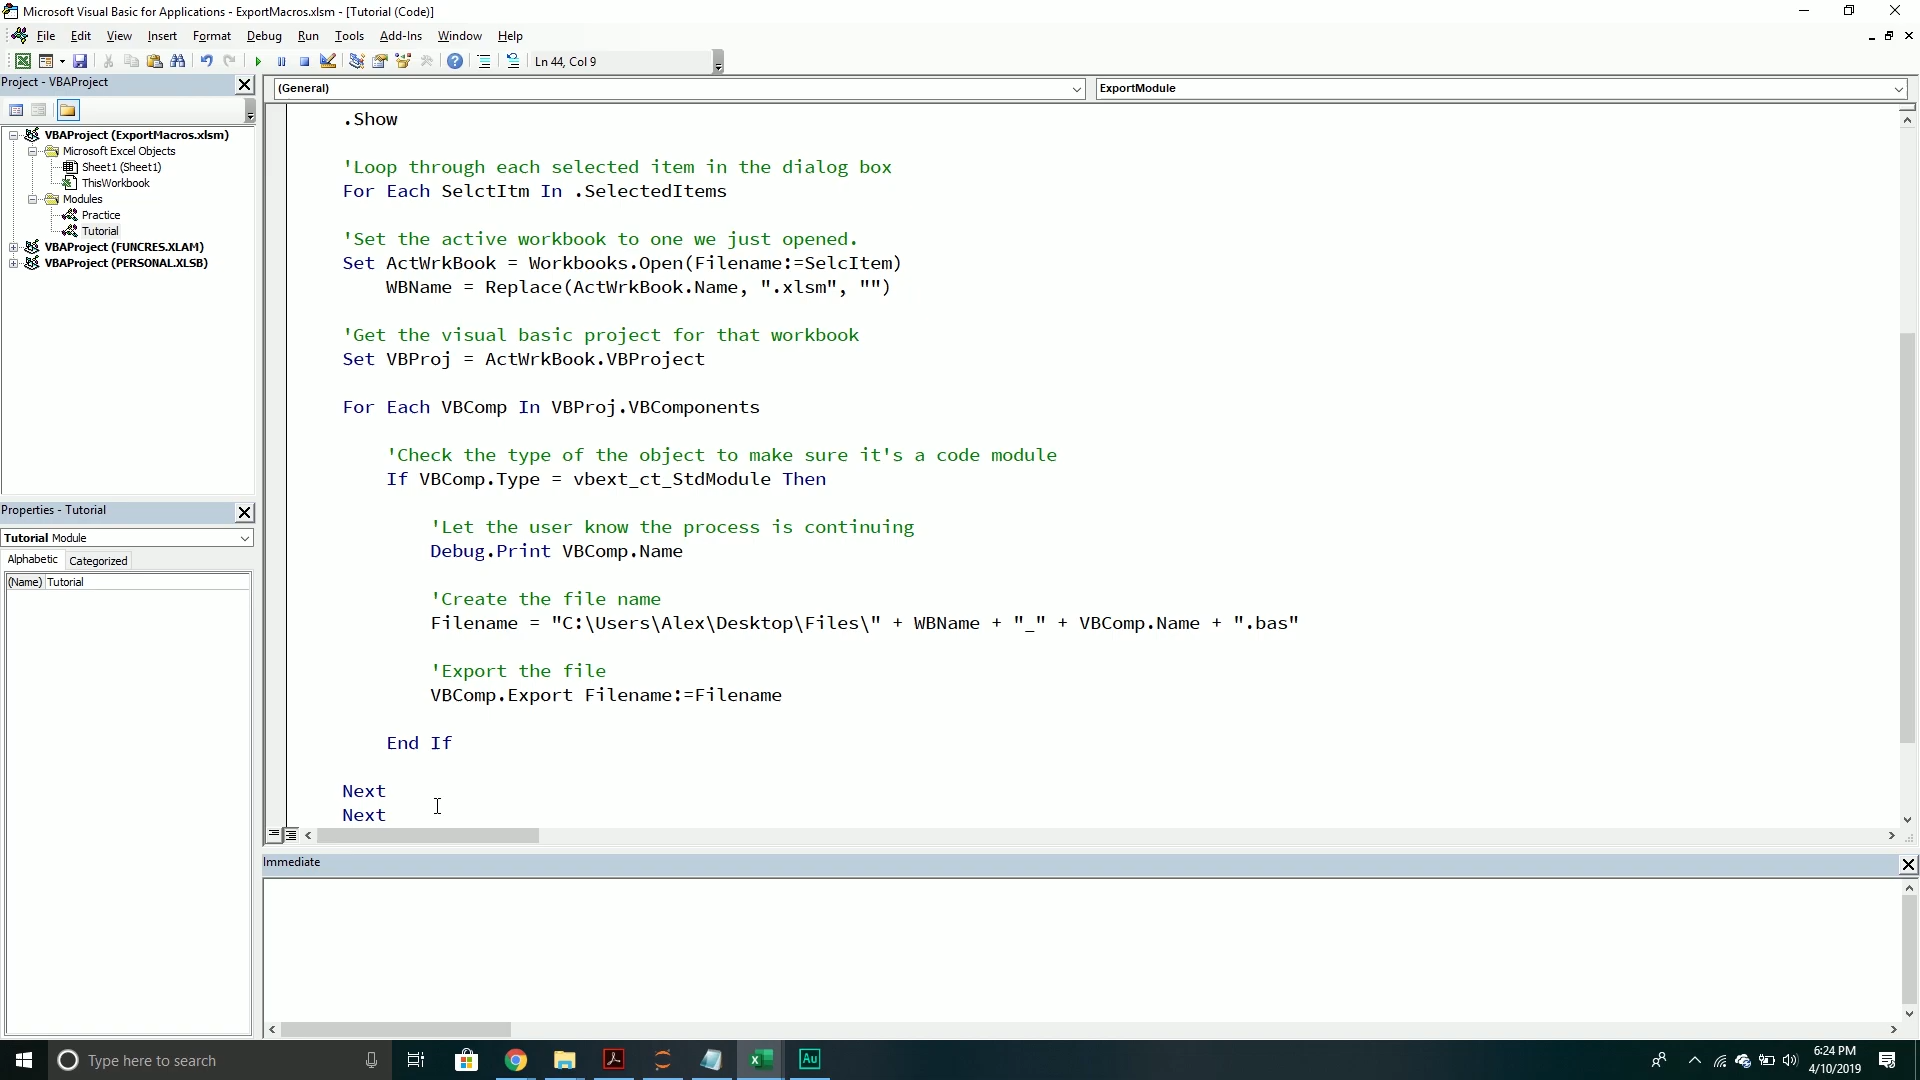 Microsoft Visual Basic for Applications - ExportMacros.xlsm - [Tutorial (Code)]
File Edit View Insert Format Debug Run Tools Add-Ins Window Help
Ln 44, Col 9
Project - VBAProject
(General)
ExportModule
VBAProject (ExportMacros.xlsm)
Microsoft Excel Objects
Sheet1 (Sheet1)
ThisWorkbook
Modules
Practice
Tutorial
VBAProject (FUNCRES.XLAM)
VBAProject (PERSONAL.XLSB)
Properties - Tutorial
Tutorial Module
Alphabetic Categorized
(Name) Tutorial
.Show
'Loop through each selected item in the dialog box
For Each SelctItm In .SelectedItems
'Set the active workbook to one we just opened.
Set ActWrkBook = Workbooks.Open(Filename:=SelcItem)
WBName = Replace(ActWrkBook.Name, ".xlsm", "")
'Get the visual basic project for that workbook
Set VBProj = ActWrkBook.VBProject
For Each VBComp In VBProj.VBComponents
'Check the type of the object to make sure it's a code module
If VBComp.Type = vbext_ct_StdModule Then
'Let the user know the process is continuing
Debug.Print VBComp.Name
'Create the file name
Filename = "C:\Users\Alex\Desktop\Files\" + WBName + "_" + VBComp.Name + ".bas"
'Export the file
VBComp.Export Filename:=Filename
End If
Next
Next
Immediate
Type here to search
Au
6:24 PM
4/10/2019